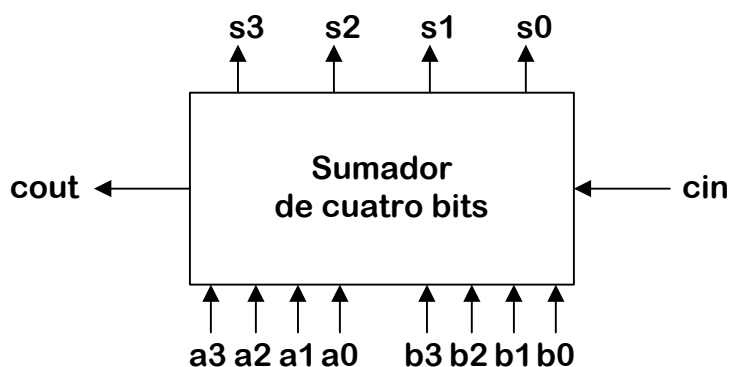 s3 s2 s1 s0
Sumador
cout de cuatro bits cin
a3 a2 a1 a0 b3 b2 b1 b0